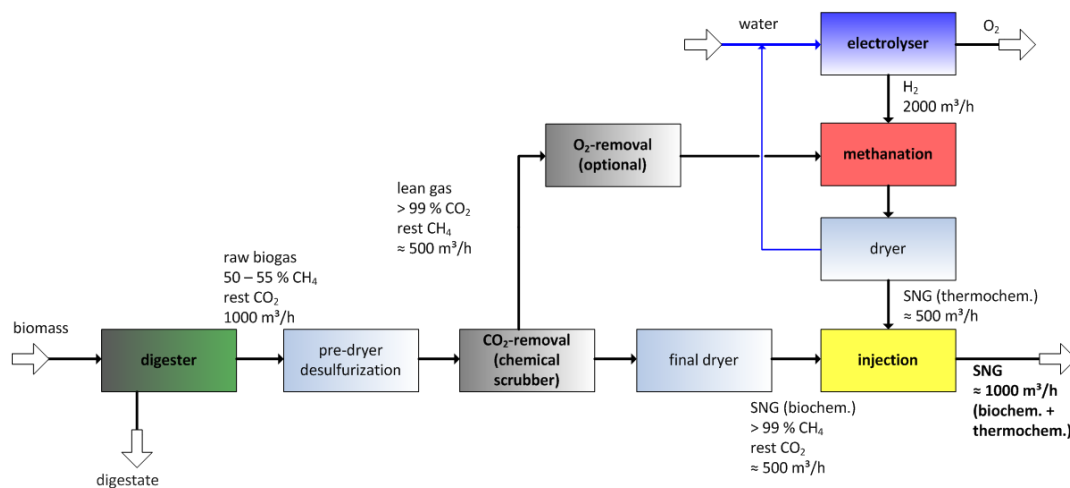 water
electrolyser
O₂
H₂
2000 m³/h
O₂-removal
(optional)
methanation
lean gas
> 99 % CO₂
rest CH₄
≈ 500 m³/h
dryer
raw biogas
50 – 55 % CH₄
rest CO₂
1000 m³/h
SNG (thermochem.)
≈ 500 m³/h
biomass
digester
pre-dryer
desulfurization
CO₂-removal
(chemical
scrubber)
final dryer
injection
SNG
≈ 1000 m³/h
(biochem. +
thermochem.)
SNG (biochem.)
> 99 % CH₄
rest CO₂
≈ 500 m³/h
digestate